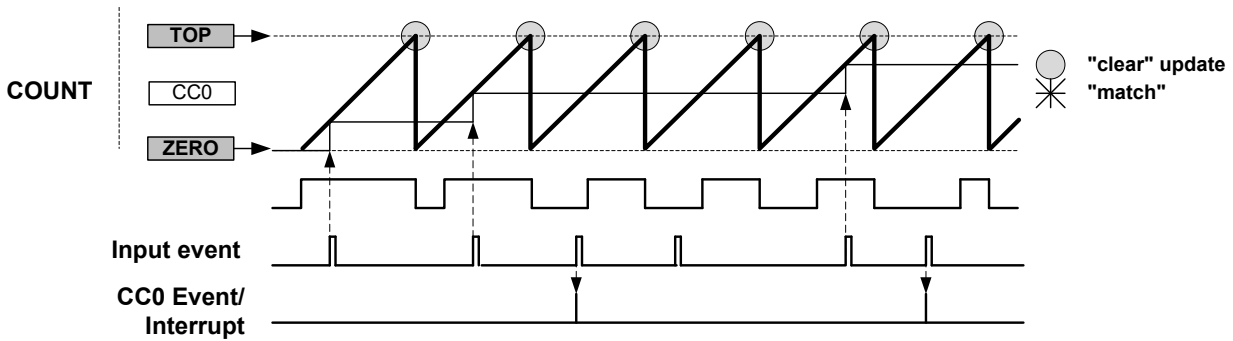 TOP
"clear" update
COUNT
CC0
"match"
ZERO
Input event
CC0 Event/
Interrupt